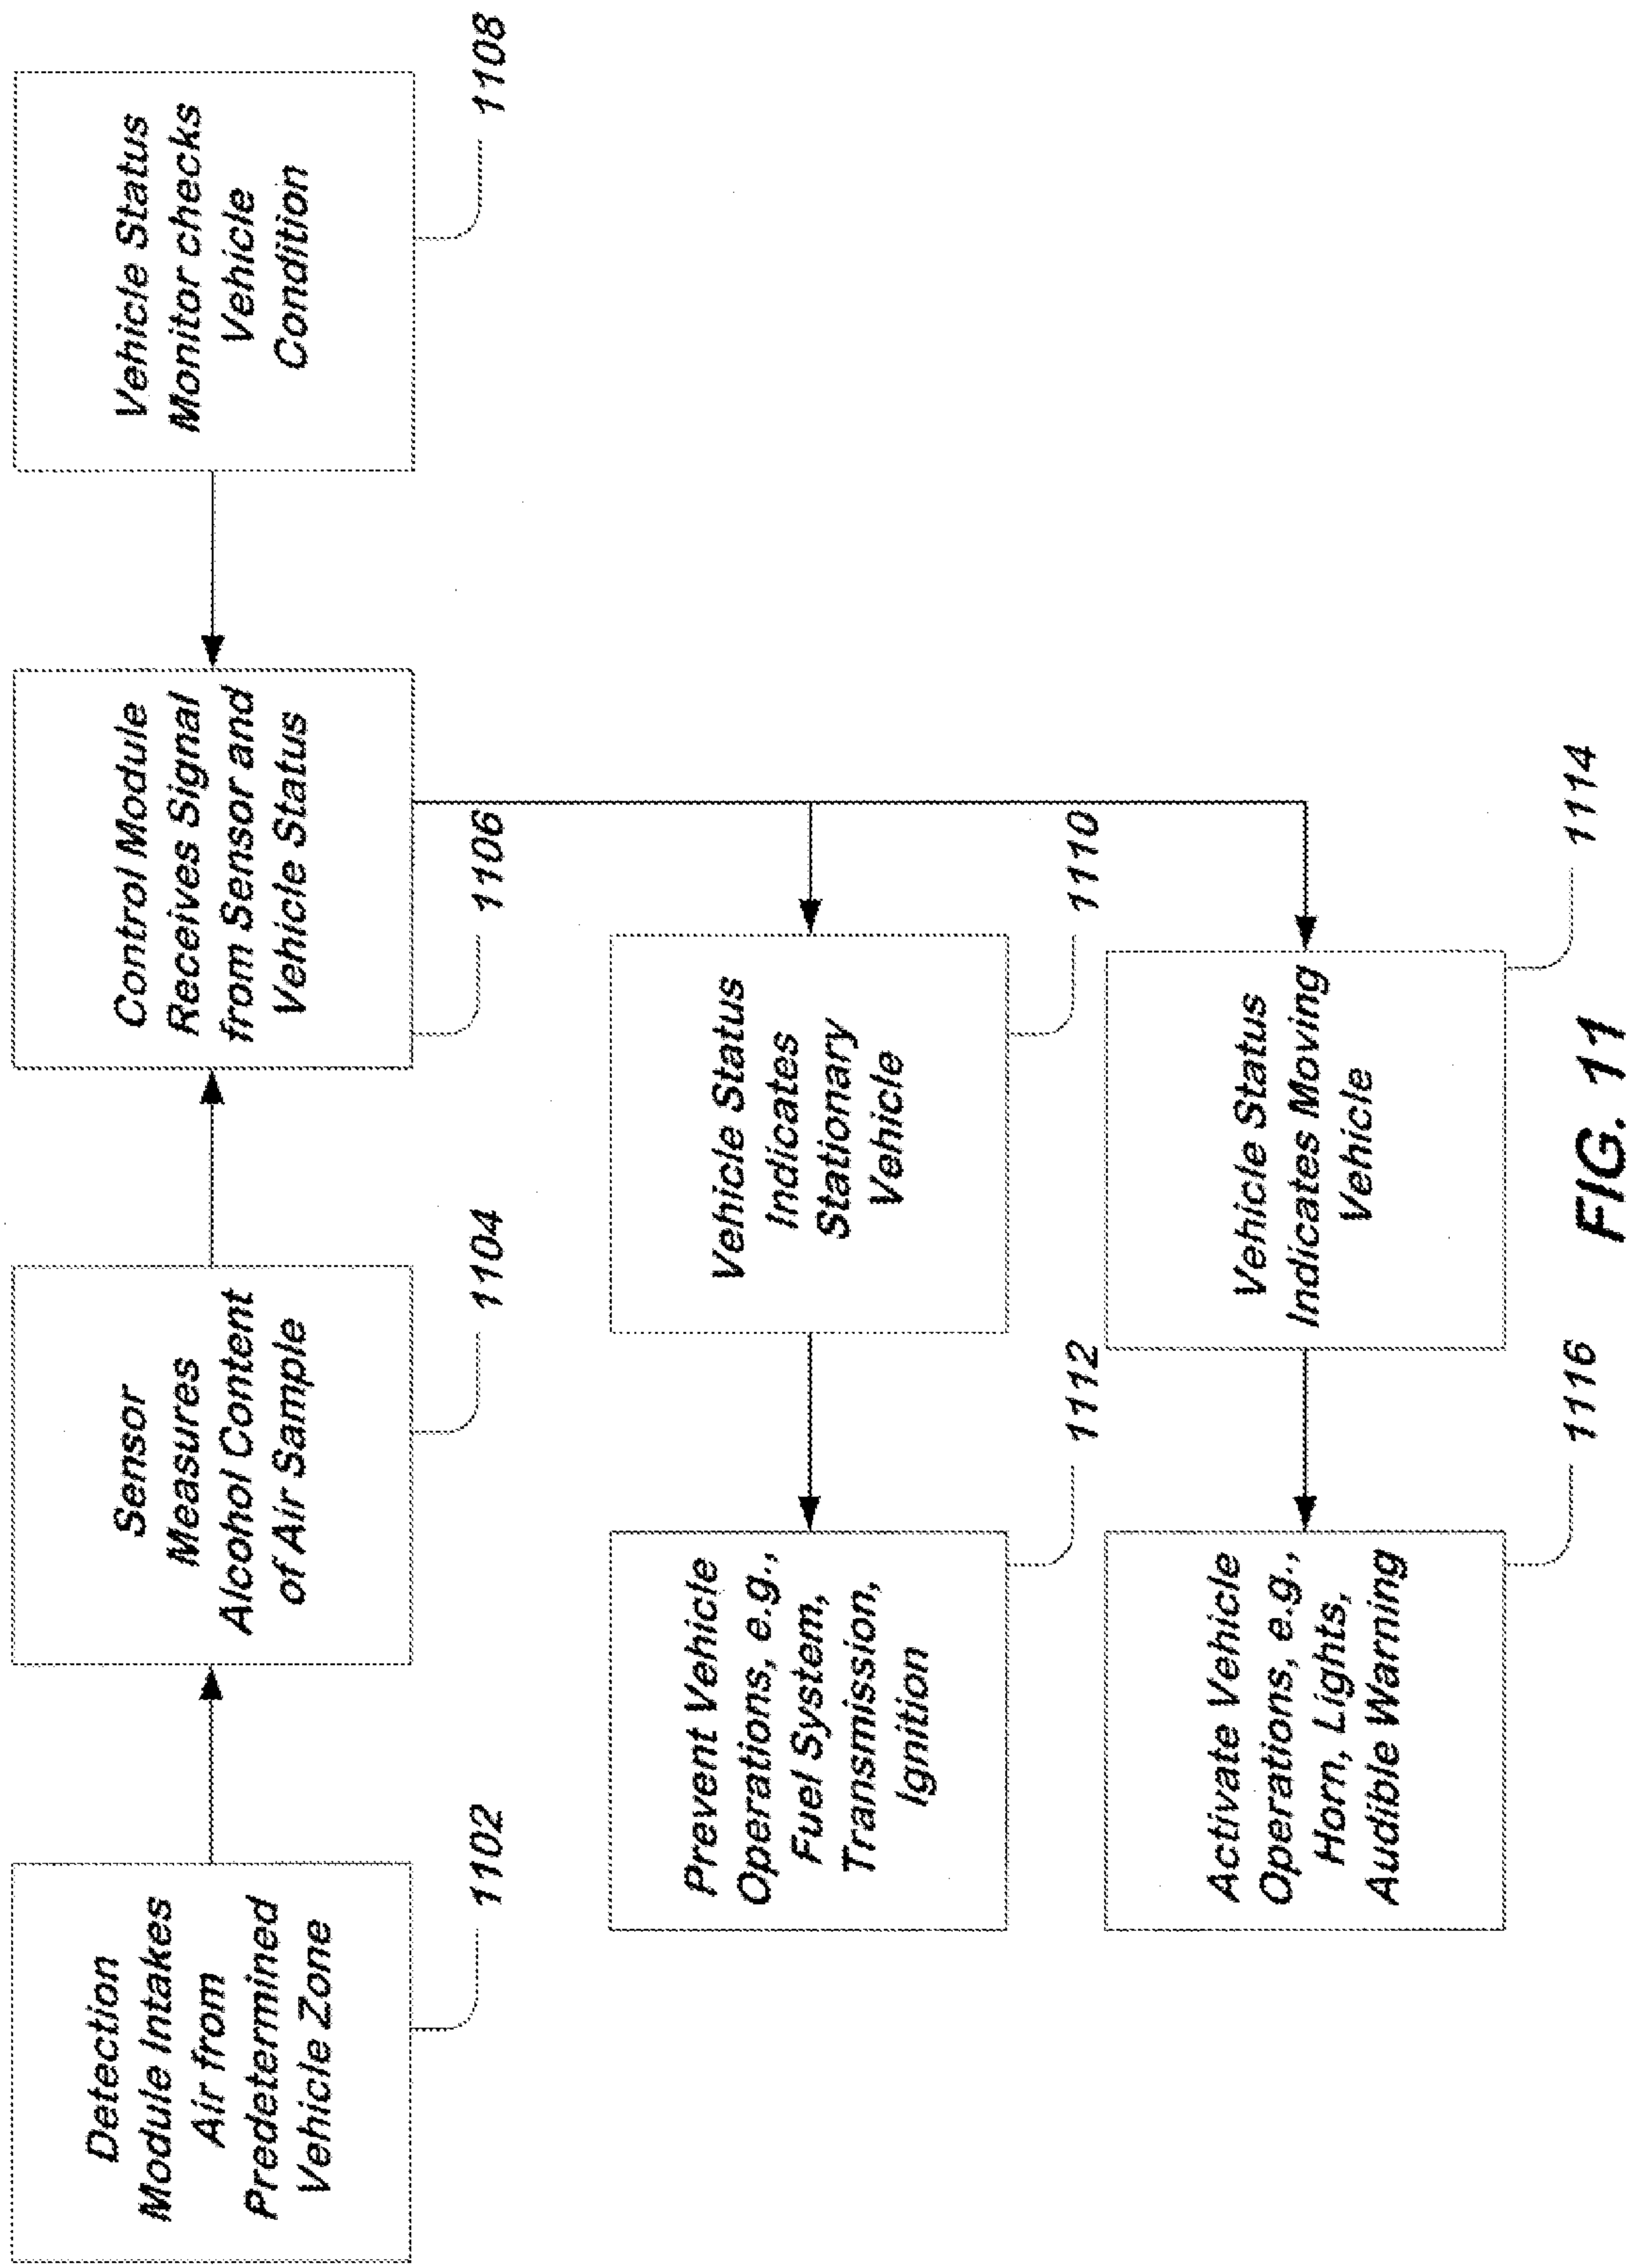 Detection
Module Intakes
Air from
Predetermined
Vehicle Zone
1102
Sensor
Measures
Alcohol Content
of Air Sample
1104
Control Module
Receives Signal
from Sensor and
Vehicle Status
1106
Vehicle Status
Monitor checks
Vehicle
Condition
1108
Prevent Vehicle
Operations, e.g.,
Fuel System,
Transmission,
Ignition
1112
Vehicle Status
Indicates
Stationary
Vehicle
1110
Activate Vehicle
Operations, e.g.,
Horn, Lights,
Audible Warning
1116
Vehicle Status
Indicates Moving
Vehicle
1114
FIG. 11